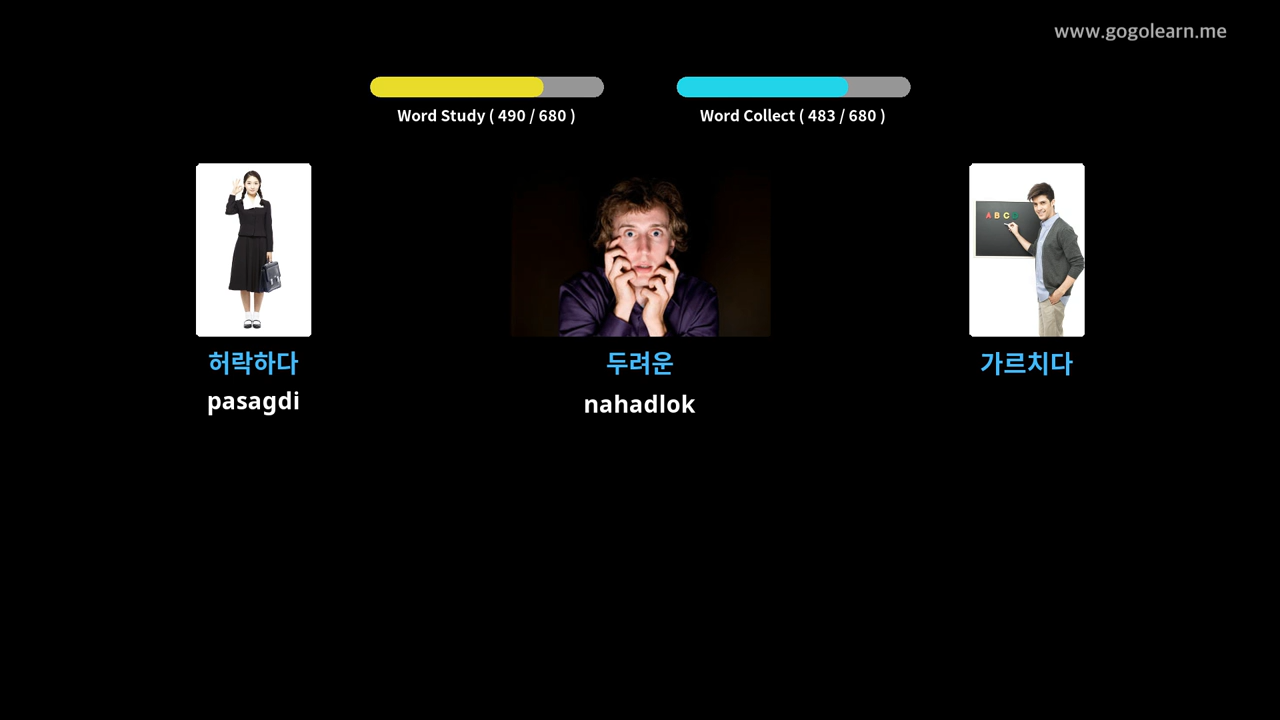 www.gogolearn.me
Word Study ( 490 / 680 )
Word Collect ( 483 / 680 )
A B C D
허락하다
두려운
가르치다
pasagdi
nahadlok